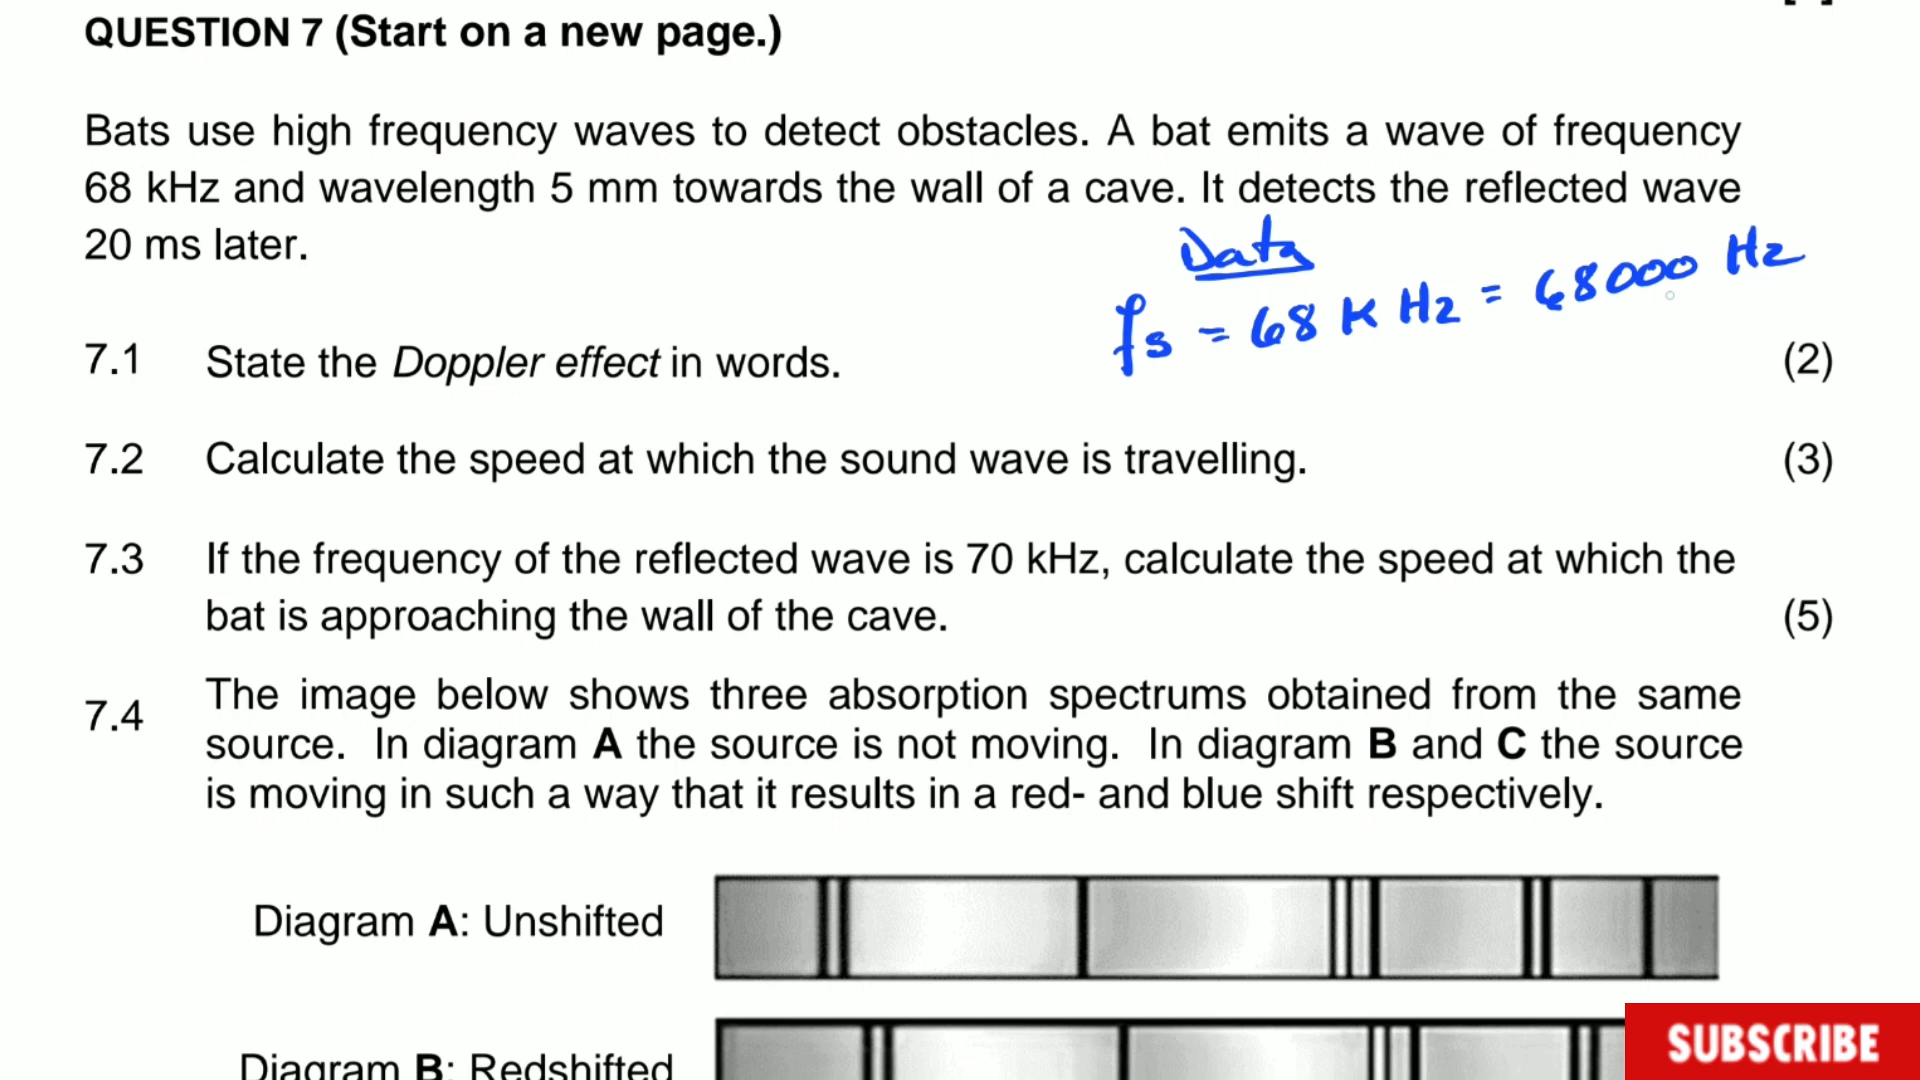 QUESTION 7 (Start on a new page.)
Bats use high frequency waves to detect obstacles. A bat emits a wave of frequency
68 kHz and wavelength 5 mm towards the wall of a cave. It detects the reflected wave
20 ms later.
Data
fs = 68 K Hz = 68000 Hz
7.1 State the Doppler effect in words. (2)
7.2 Calculate the speed at which the sound wave is travelling. (3)
7.3 If the frequency of the reflected wave is 70 kHz, calculate the speed at which the
bat is approaching the wall of the cave. (5)
7.4 The image below shows three absorption spectrums obtained from the same
source. In diagram A the source is not moving. In diagram B and C the source
is moving in such a way that it results in a red- and blue shift respectively.
Diagram A: Unshifted
Diagram B: Redshifted
SUBSCRIBE